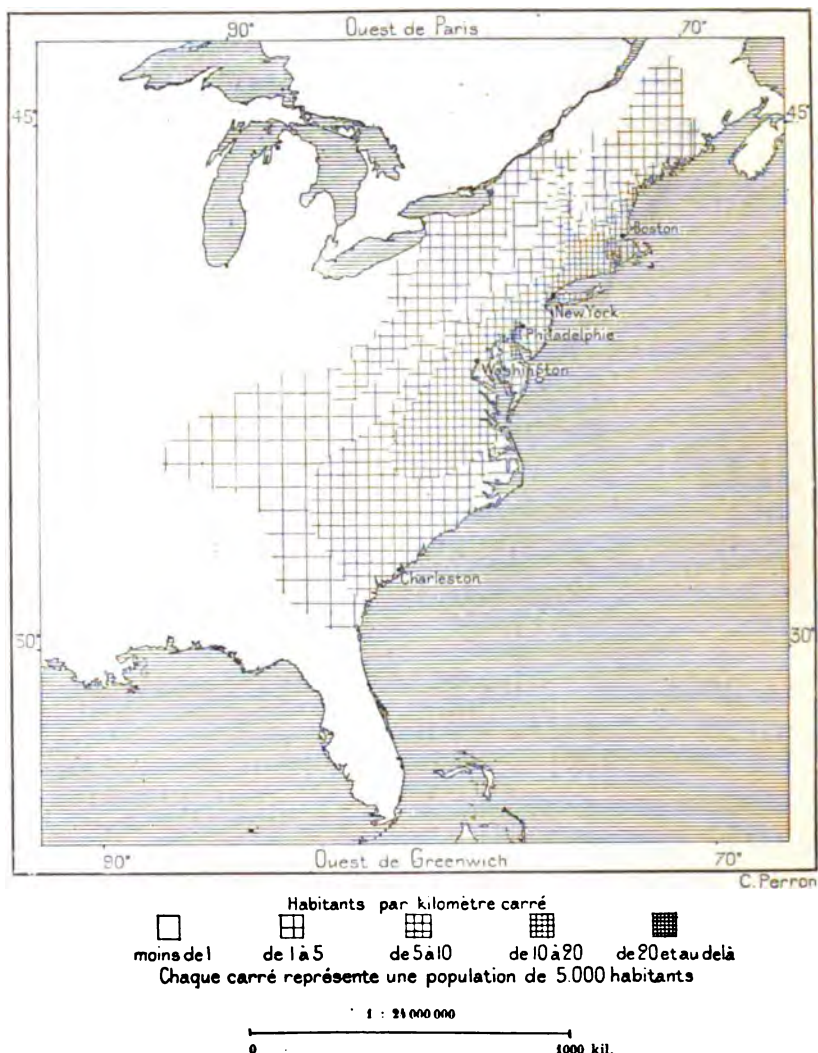 90° Ouest de Paris 70°
45° 45°
Boston
New York
Philadelphie
Washington
Charleston
30° 30°
90° Ouest de Greenwich 70°
C. Perron
Habitants par kilomètre carré
moins de 1 de 1 à 5 de 5 à 10 de 10 à 20 de 20 et au delà
Chaque carré représente une population de 5.000 habitants
1 : 24 000 000
0 1000 kil.